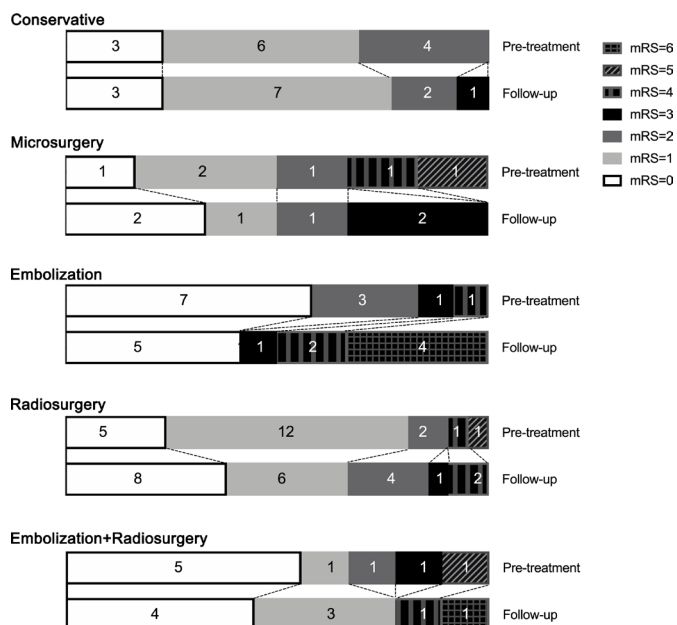 Conservative
3 6 4 Pre-treatment
3 7 2 1 Follow-up
Microsurgery
1 2 1 1 1 Pre-treatment
2 1 1 2 Follow-up
Embolization
7 3 1 1 Pre-treatment
5 1 2 4 Follow-up
Radiosurgery
5 12 2 1 1 Pre-treatment
8 6 4 1 2 Follow-up
Embolization+Radiosurgery
5 1 1 1 1 Pre-treatment
4 3 1 1 Follow-up
mRS=6
mRS=5
mRS=4
mRS=3
mRS=2
mRS=1
mRS=0